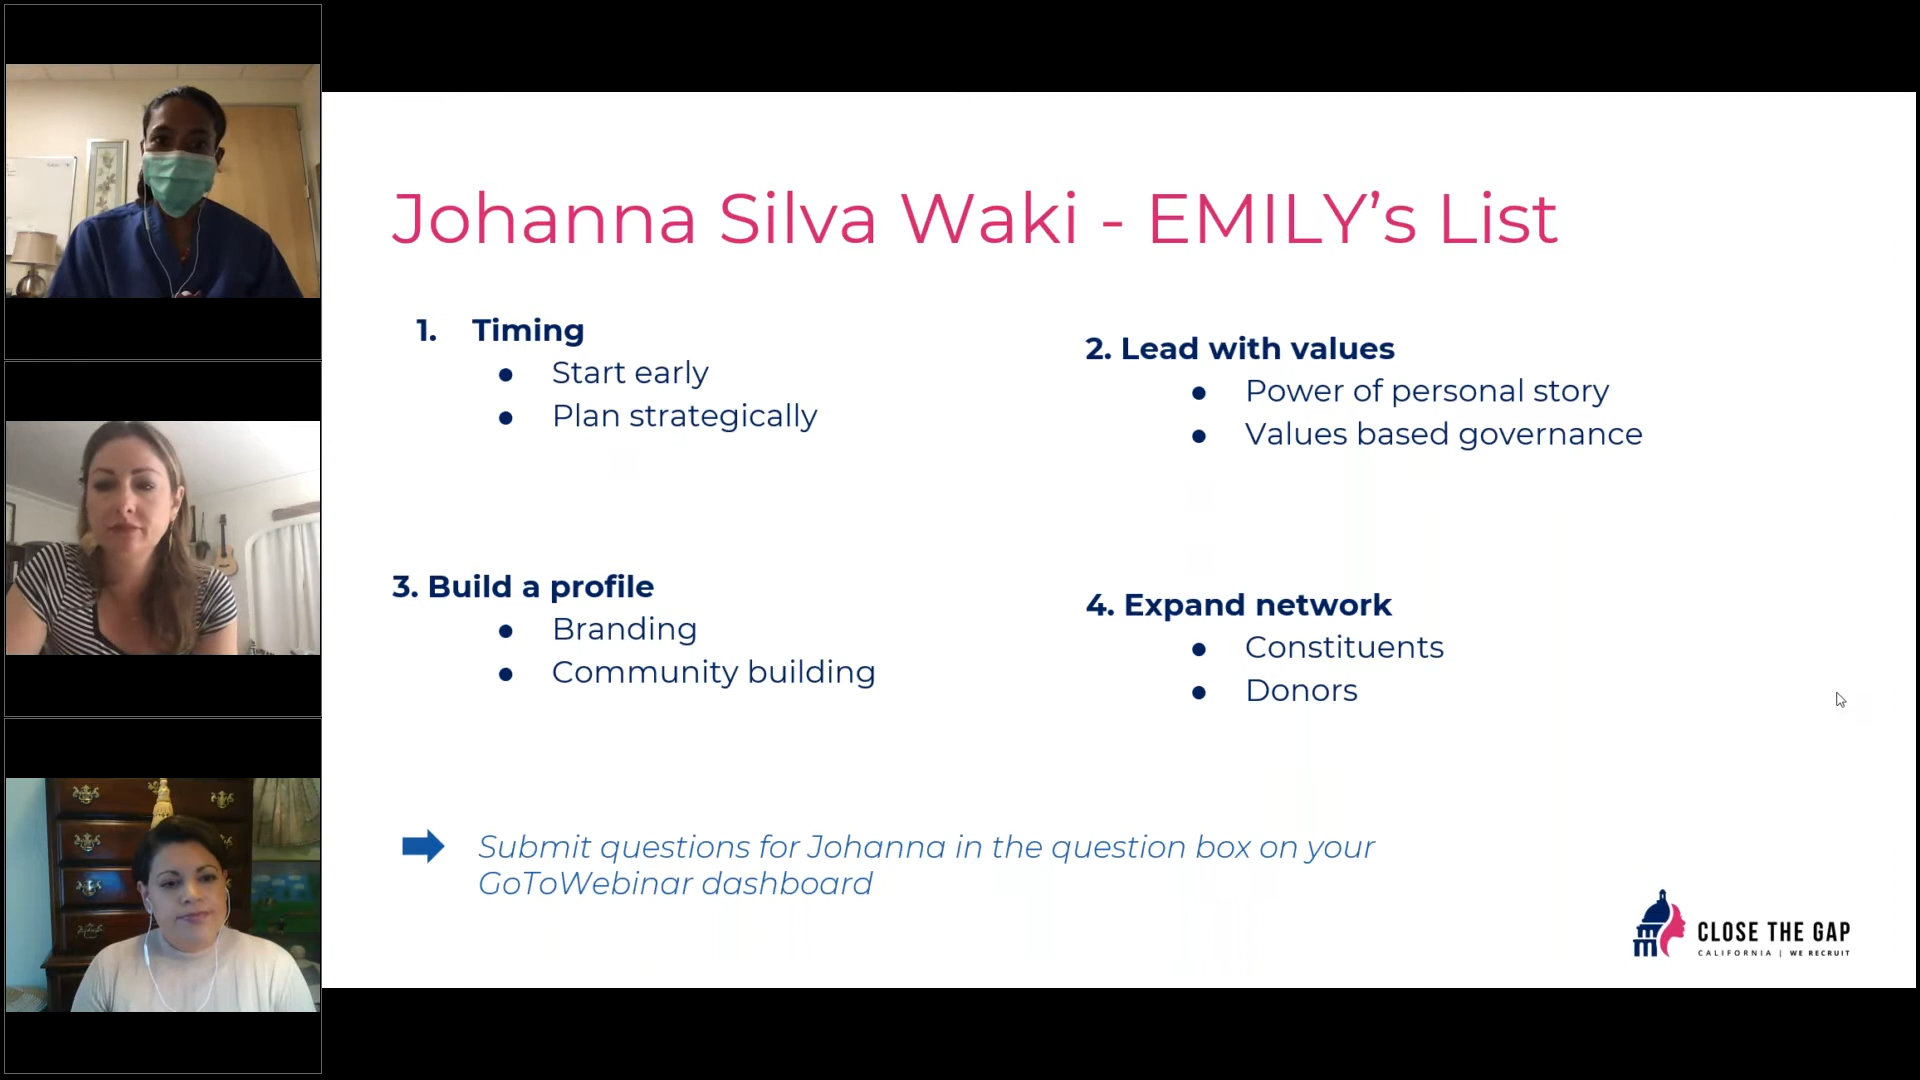 Johanna Silva Waki - EMILY’s List
1. Timing
● Start early
● Plan strategically
2. Lead with values
● Power of personal story
● Values based governance
3. Build a profile
● Branding
● Community building
4. Expand network
● Constituents
● Donors
Submit questions for Johanna in the question box on your
GoToWebinar dashboard
CLOSE THE GAP
CALIFORNIA | WE RECRUIT